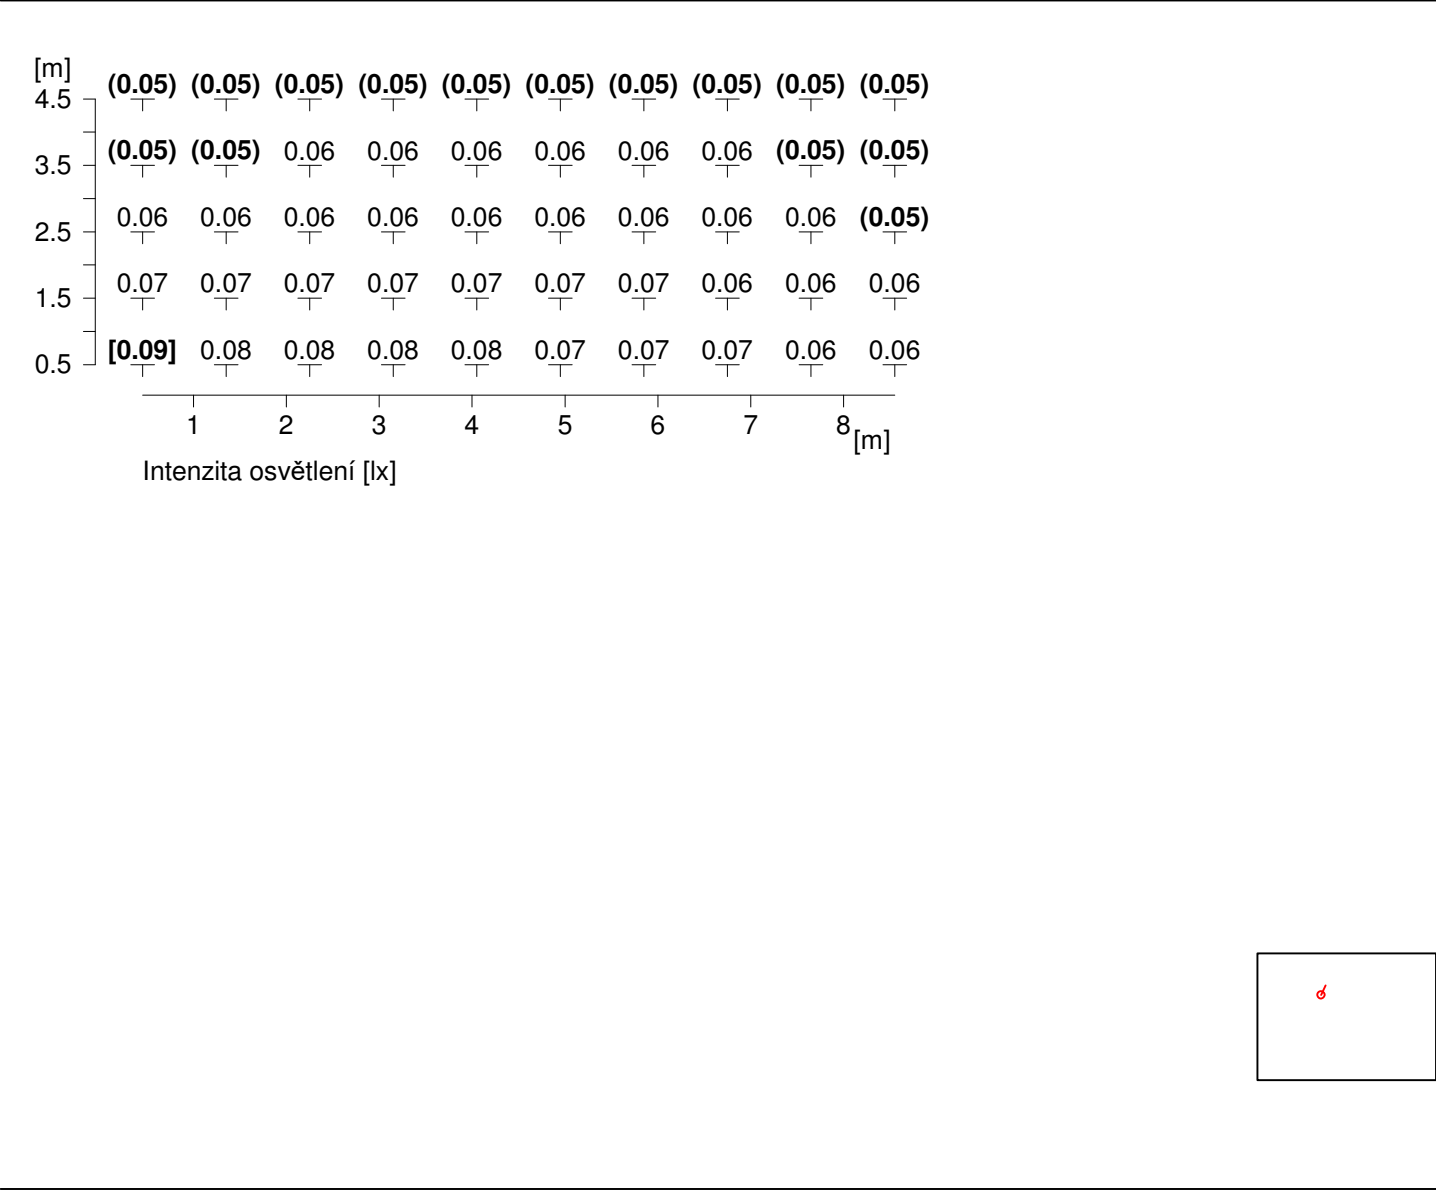 [m]
4.5 (0.05) (0.05) (0.05) (0.05) (0.05) (0.05) (0.05) (0.05) (0.05) (0.05)
3.5 (0.05) (0.05) 0.06 0.06 0.06 0.06 0.06 0.06 (0.05) (0.05)
2.5 0.06 0.06 0.06 0.06 0.06 0.06 0.06 0.06 0.06 (0.05)
1.5 0.07 0.07 0.07 0.07 0.07 0.07 0.07 0.06 0.06 0.06
0.5 [0.09] 0.08 0.08 0.08 0.08 0.07 0.07 0.07 0.06 0.06
1 2 3 4 5 6 7 8 [m]
Intenzita osvětlení [lx]